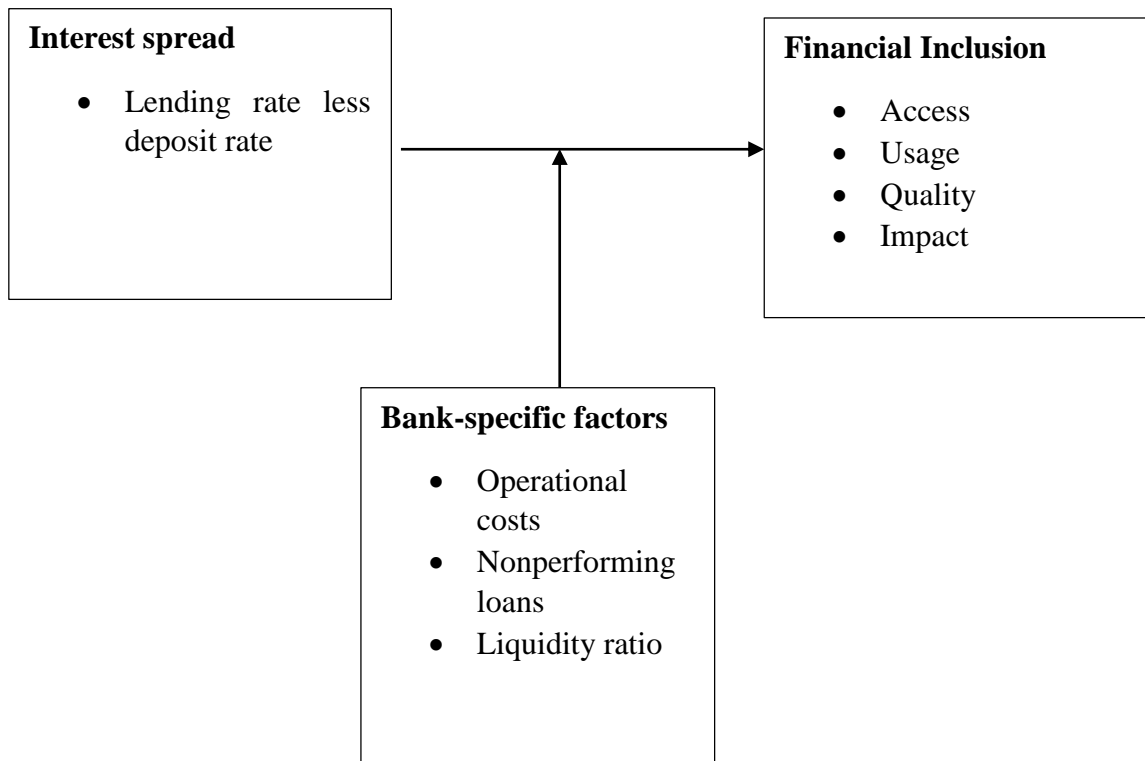 Interest spread
• Lending rate less
deposit rate
Financial Inclusion
• Access
• Usage
• Quality
• Impact
Bank-specific factors
• Operational
costs
• Nonperforming
loans
• Liquidity ratio